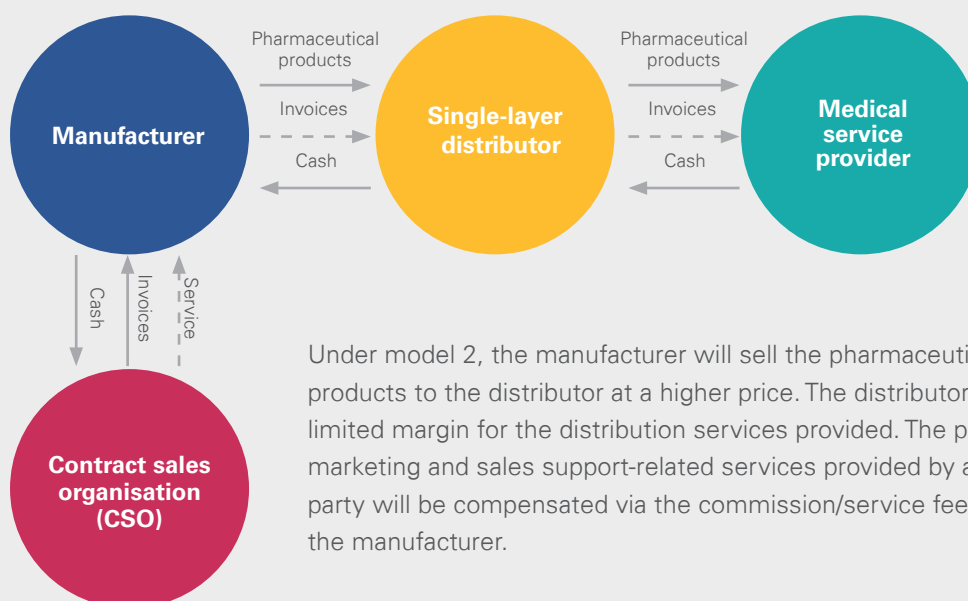 Pharmaceutical
products
Invoices
Cash
Pharmaceutical
products
Invoices
Cash
Manufacturer
Single-layer
distributor
Medical
service
provider
Cash
Invoices
Service
Contract sales
organisation
(CSO)
Under model 2, the manufacturer will sell the pharmaceuti
products to the distributor at a higher price. The distributor
limited margin for the distribution services provided. The p
marketing and sales support-related services provided by a
party will be compensated via the commission/service fee
the manufacturer.